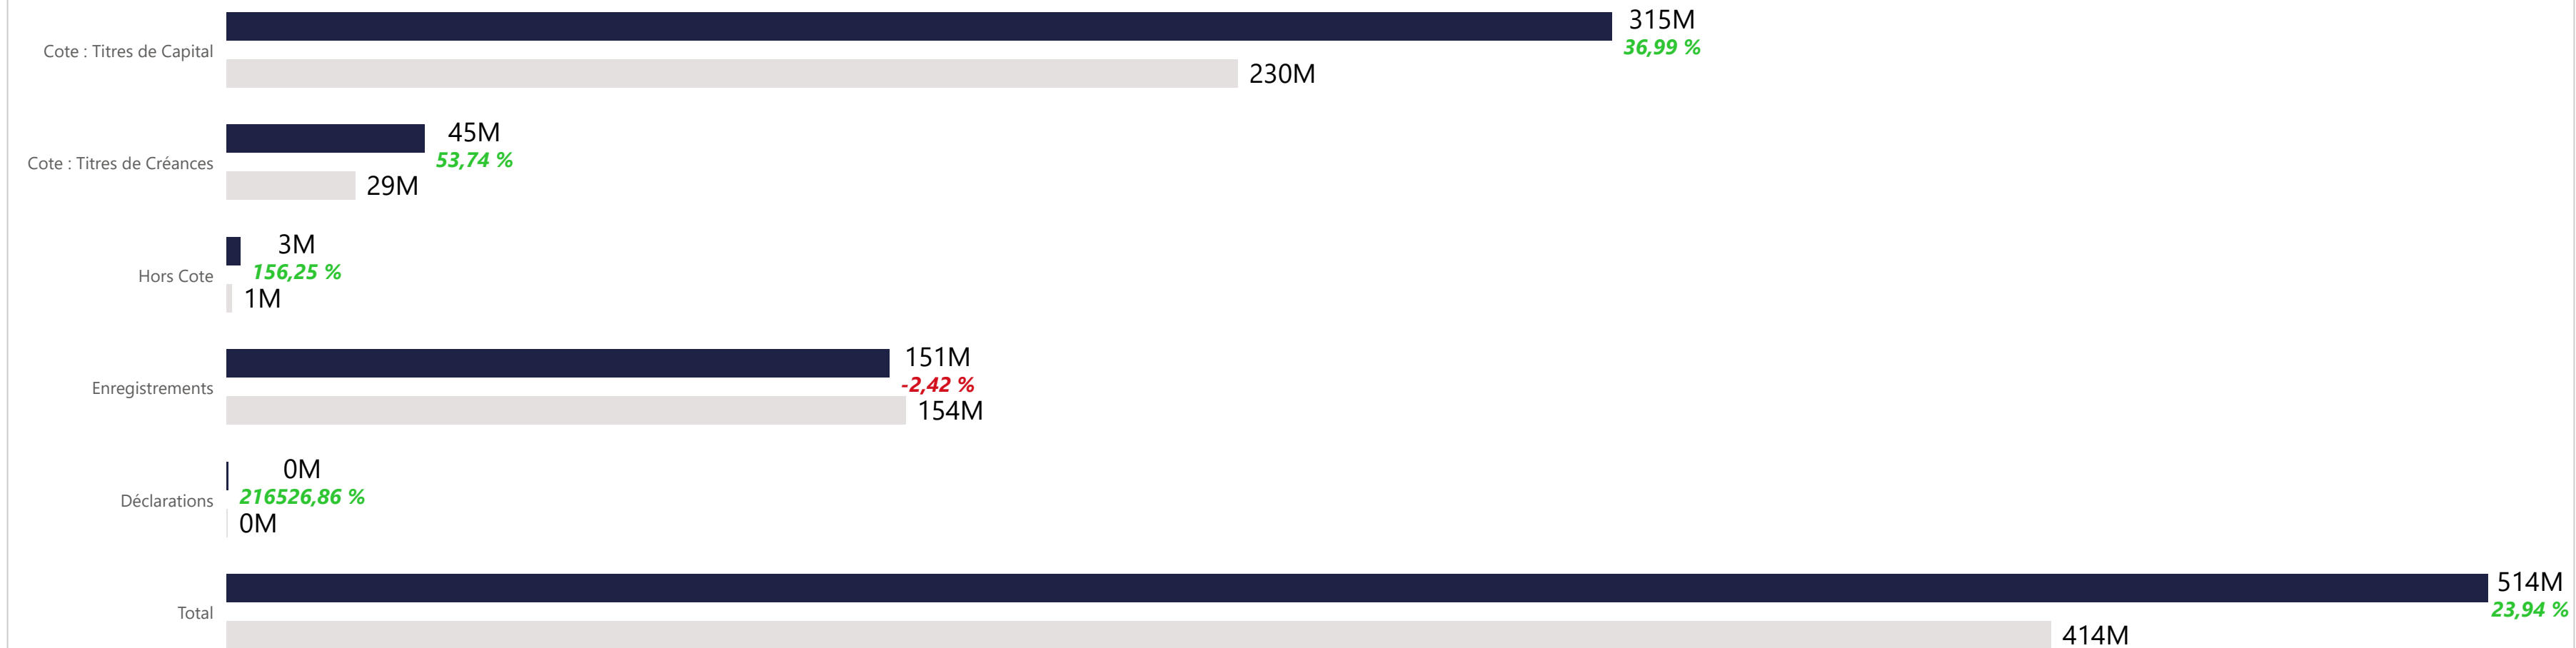 315M
Cote : Titres de Capital
36,99 %
230M
45M
Cote : Titres de Créances
53,74 %
29M
3M
Hors Cote
156,25 %
1M
151M
Enregistrements
-2,42 %
154M
0M
Déclarations
216526,86 %
0M
514M
Total
23,94 %
414M